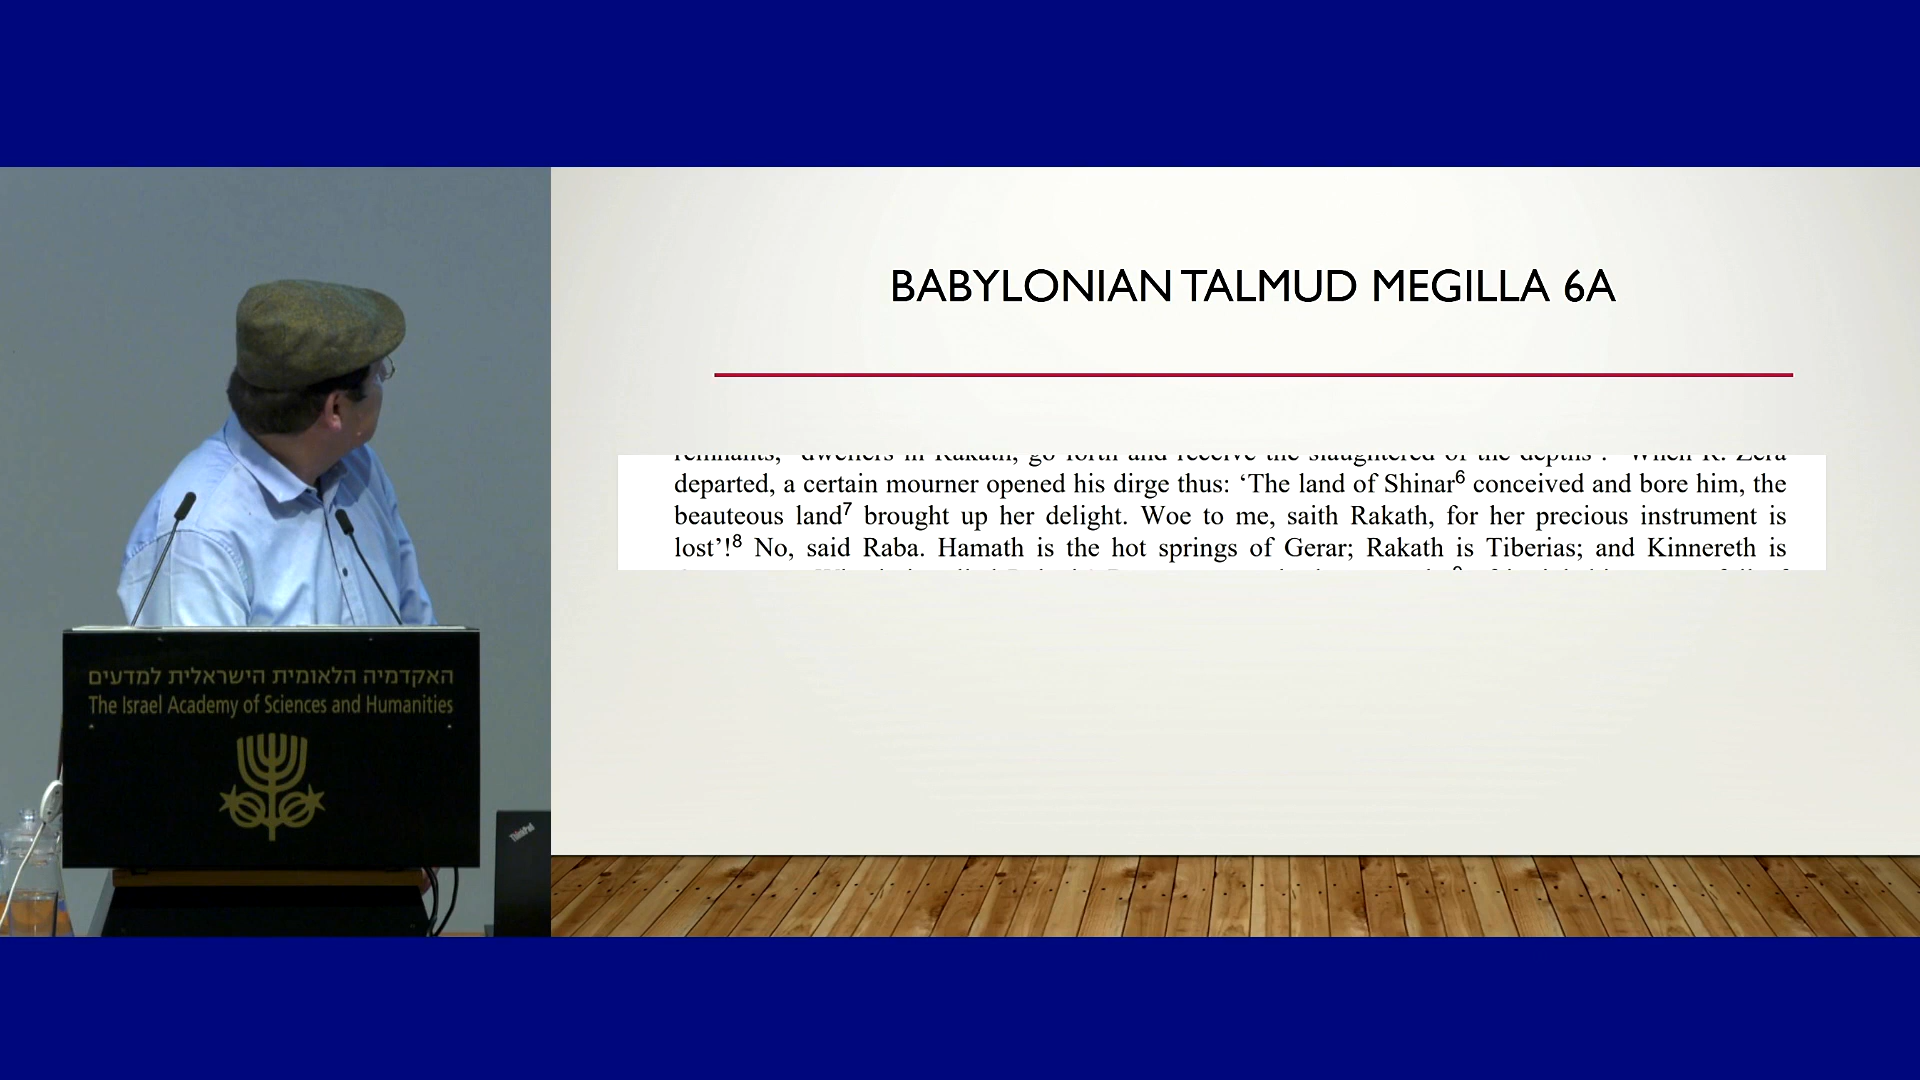 BABYLONIAN TALMUD MEGILLA 6A
remnants, dwellers in Rakath, go forth and receive the slaughtered of the depths’. When R. Zera
departed, a certain mourner opened his dirge thus: ‘The land of Shinar6 conceived and bore him, the
beauteous land7 brought up her delight. Woe to me, saith Rakath, for her precious instrument is
lost’!8 No, said Raba. Hamath is the hot springs of Gerar; Rakath is Tiberias; and Kinnereth is
האקדמיה הלאומית הישראלית למדעים
The Israel Academy of Sciences and Humanities
ThinkPad